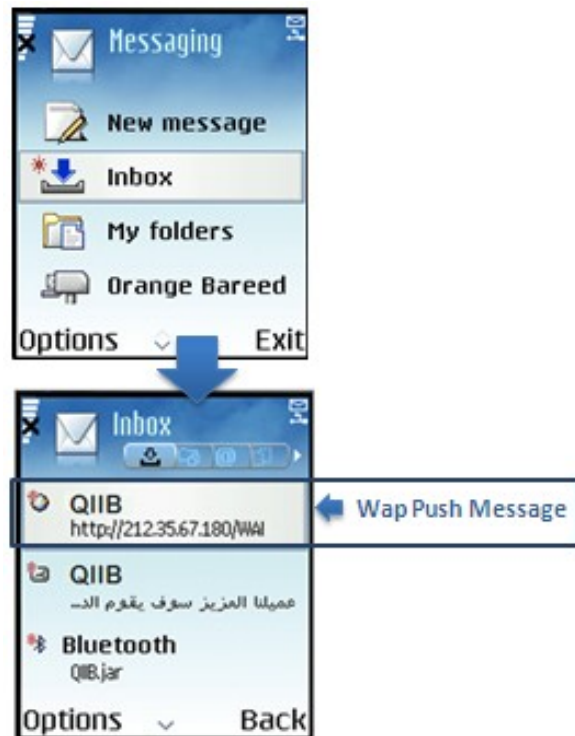 Messaging
New message
Inbox
My folders
Orange Bareed
Options Exit
Inbox
QIIB
http://212.35.67.180/WAI
Wap Push Message
QIIB
عميلنا العزيز سوف يقوم الد...
Bluetooth
QIIB.jar
Options Back